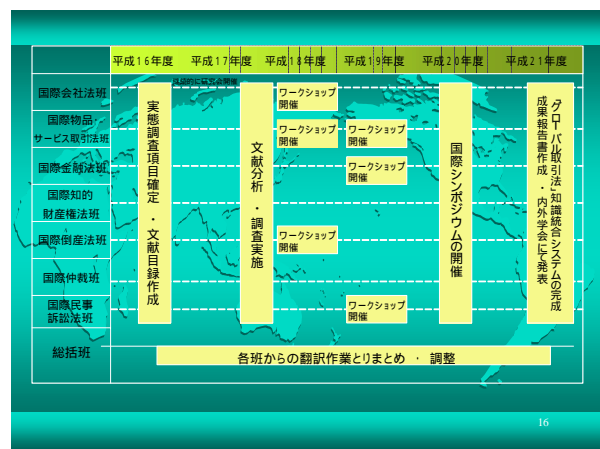 平成16年度 平成17年度 平成18年度 平成19年度 平成20年度 平成21年度
国際会社法班
国際物品
サービス取引法班
国際金融法班
国際知的
財産権法班
国際倒産法班
国際仲裁班
国際民事
訴訟法班
総括班
実態調査項目確定・文献目録作成
文献分析・調査実施
ワークショップ
開催
ワークショップ
開催
ワークショップ
開催
ワークショップ
開催
ワークショップ
開催
ワークショップ
開催
国際シンポジウムの開催
「グローバル取引法」知識統合システムの完成
成果報告書作成・内外学会にて発表
各班からの翻訳作業とりまとめ ・ 調整
16